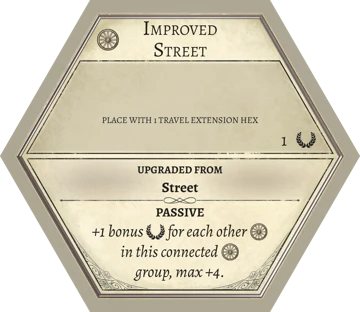 IMPROVED
STREET
PLACE WITH 1 TRAVEL EXTENSION HEX
1
UPGRADED FROM
Street
PASSIVE
+1 bonus for each other
in this connected
group, max +4.